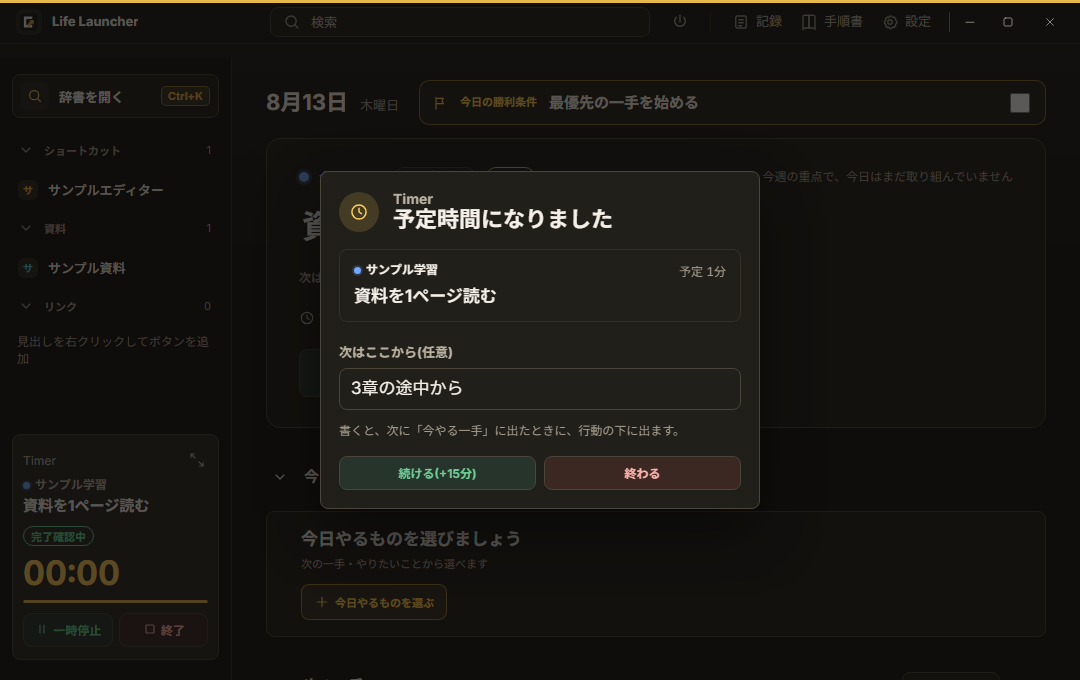 Life Launcher
検索
記録
手順書
設定
辞書を開く
Ctrl+K
ショートカット
1
サ
サンプルエディター
資料
1
サ
サンプル資料
リンク
0
見出しを右クリックしてボタンを追
加
Timer
サンプル学習
資料を1ページ読む
完了確認中
00:00
一時停止
終了
8月13日
木曜日
今日の勝利条件
最優先の一手を始める
今週の重点で、今日はまだ取り組んでいません
資
次は
Timer
予定時間になりました
サンプル学習
予定 1分
資料を1ページ読む
次はここから(任意)
3章の途中から
書くと、次に「今やる一手」に出たときに、行動の下に出ます。
続ける(+15分)
終わる
今
今日やるものを選びましょう
次の一手・やりたいことから選べます
今日やるものを選ぶ